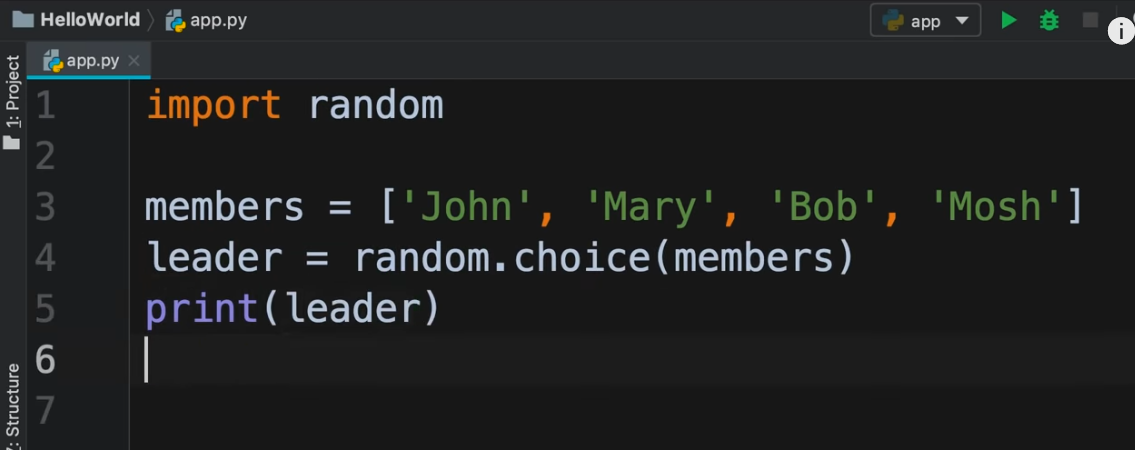 HelloWorld app.py app i
app.py
1: Project
1 import random
2
3 members = ['John', 'Mary', 'Bob', 'Mosh']
4 leader = random.choice(members)
5 print(leader)
6
7
Structure